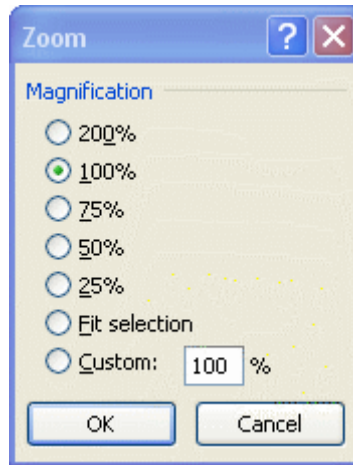 Zoom ?
Magnification
200%
100%
75%
50%
25%
Fit selection
Custom: 100 %
OK Cancel